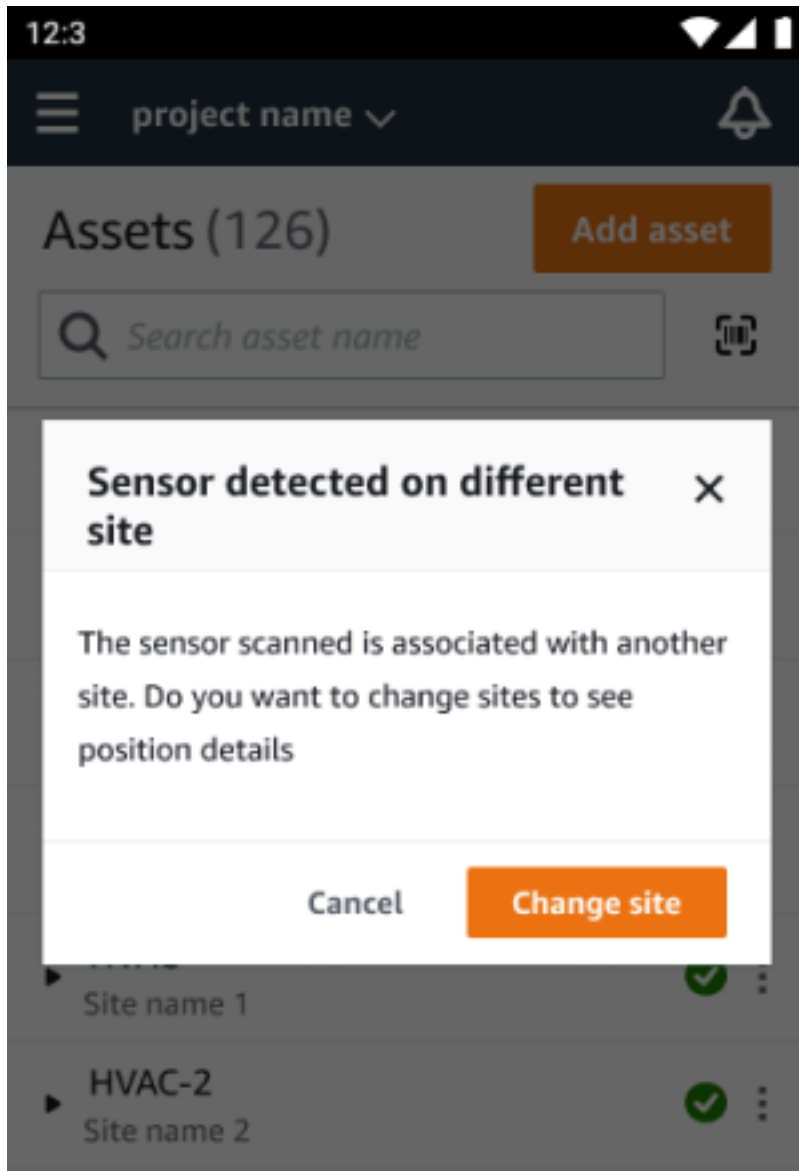 12:3
project name
Assets (126)
Add asset
Search asset name
Sensor detected on different
site
The sensor scanned is associated with another
site. Do you want to change sites to see
position details
Cancel
Change site
Site name 1
HVAC-2
Site name 2